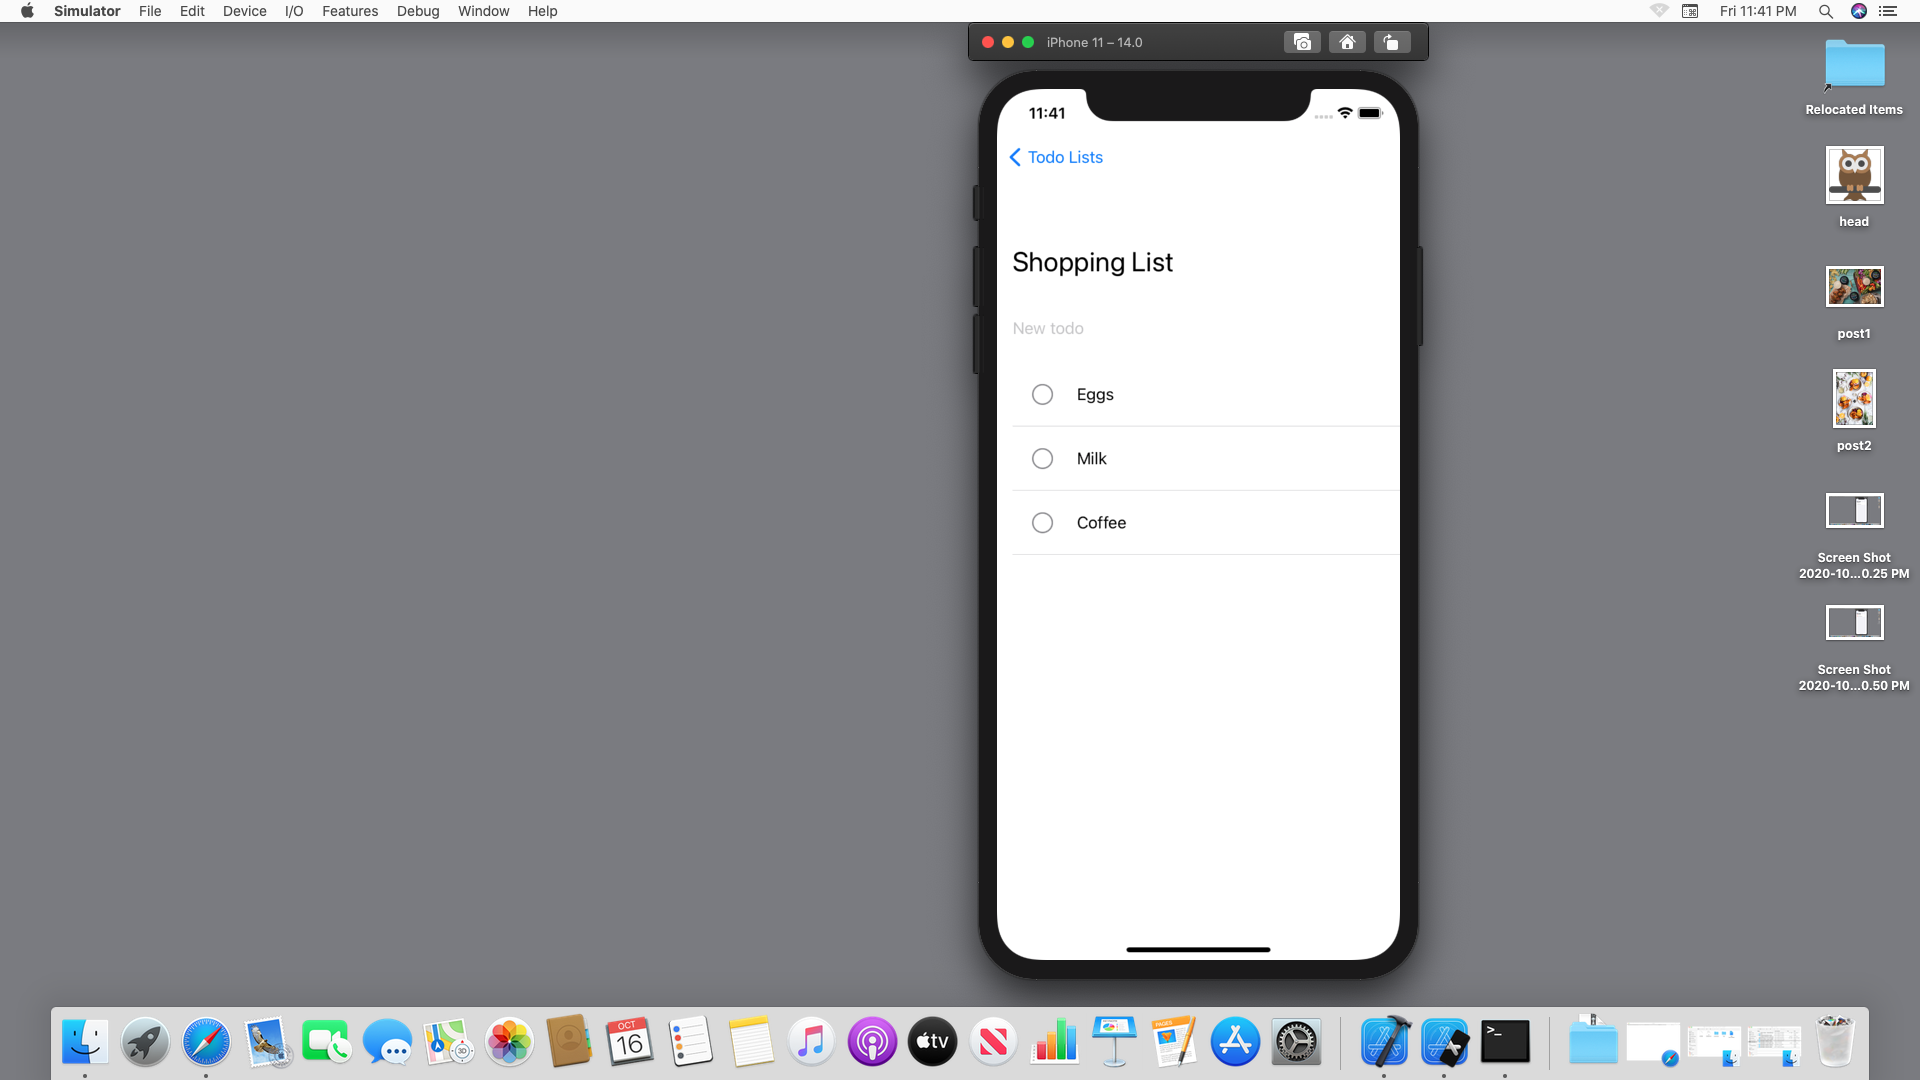 Simulator File Edit Device I/O Features Debug Window Help Fri 11:41 PM
iPhone 11 – 14.0
11:41
Todo Lists
Shopping List
New todo
Eggs
Milk
Coffee
Relocated Items
head
post1
post2
Screen Shot
2020-10...0.25 PM
Screen Shot
2020-10...0.50 PM
OCT
16
3D
PAGES
tv
>_